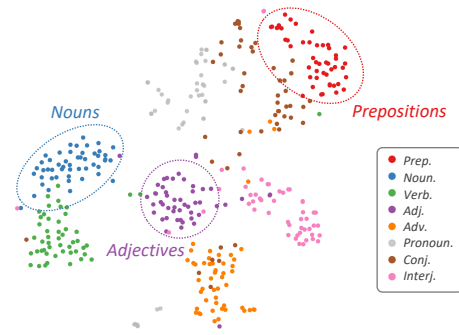 Nouns
Prepositions
Adjectives
Prep.
Noun.
Verb.
Adj.
Adv.
Pronoun.
Conj.
Interj.